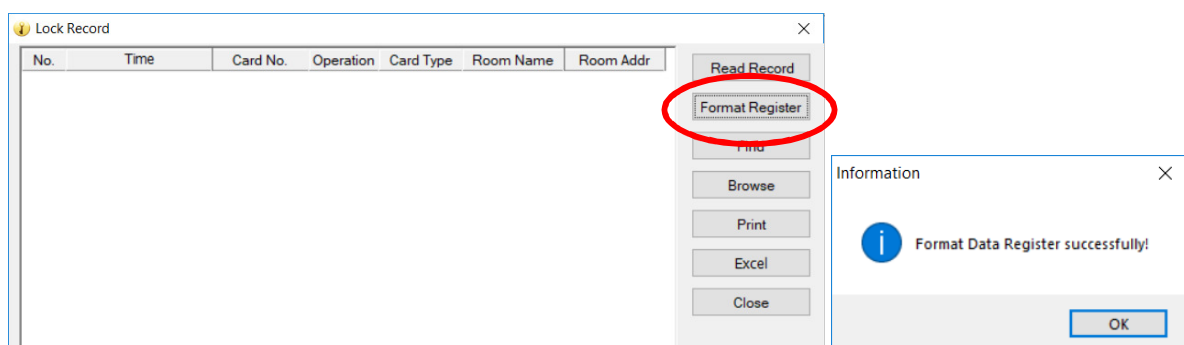 Lock Record
No. Time Card No. Operation Card Type Room Name Room Addr
Read Record
Format Register
Find
Browse
Print
Excel
Close
Information
Format Data Register successfully!
OK